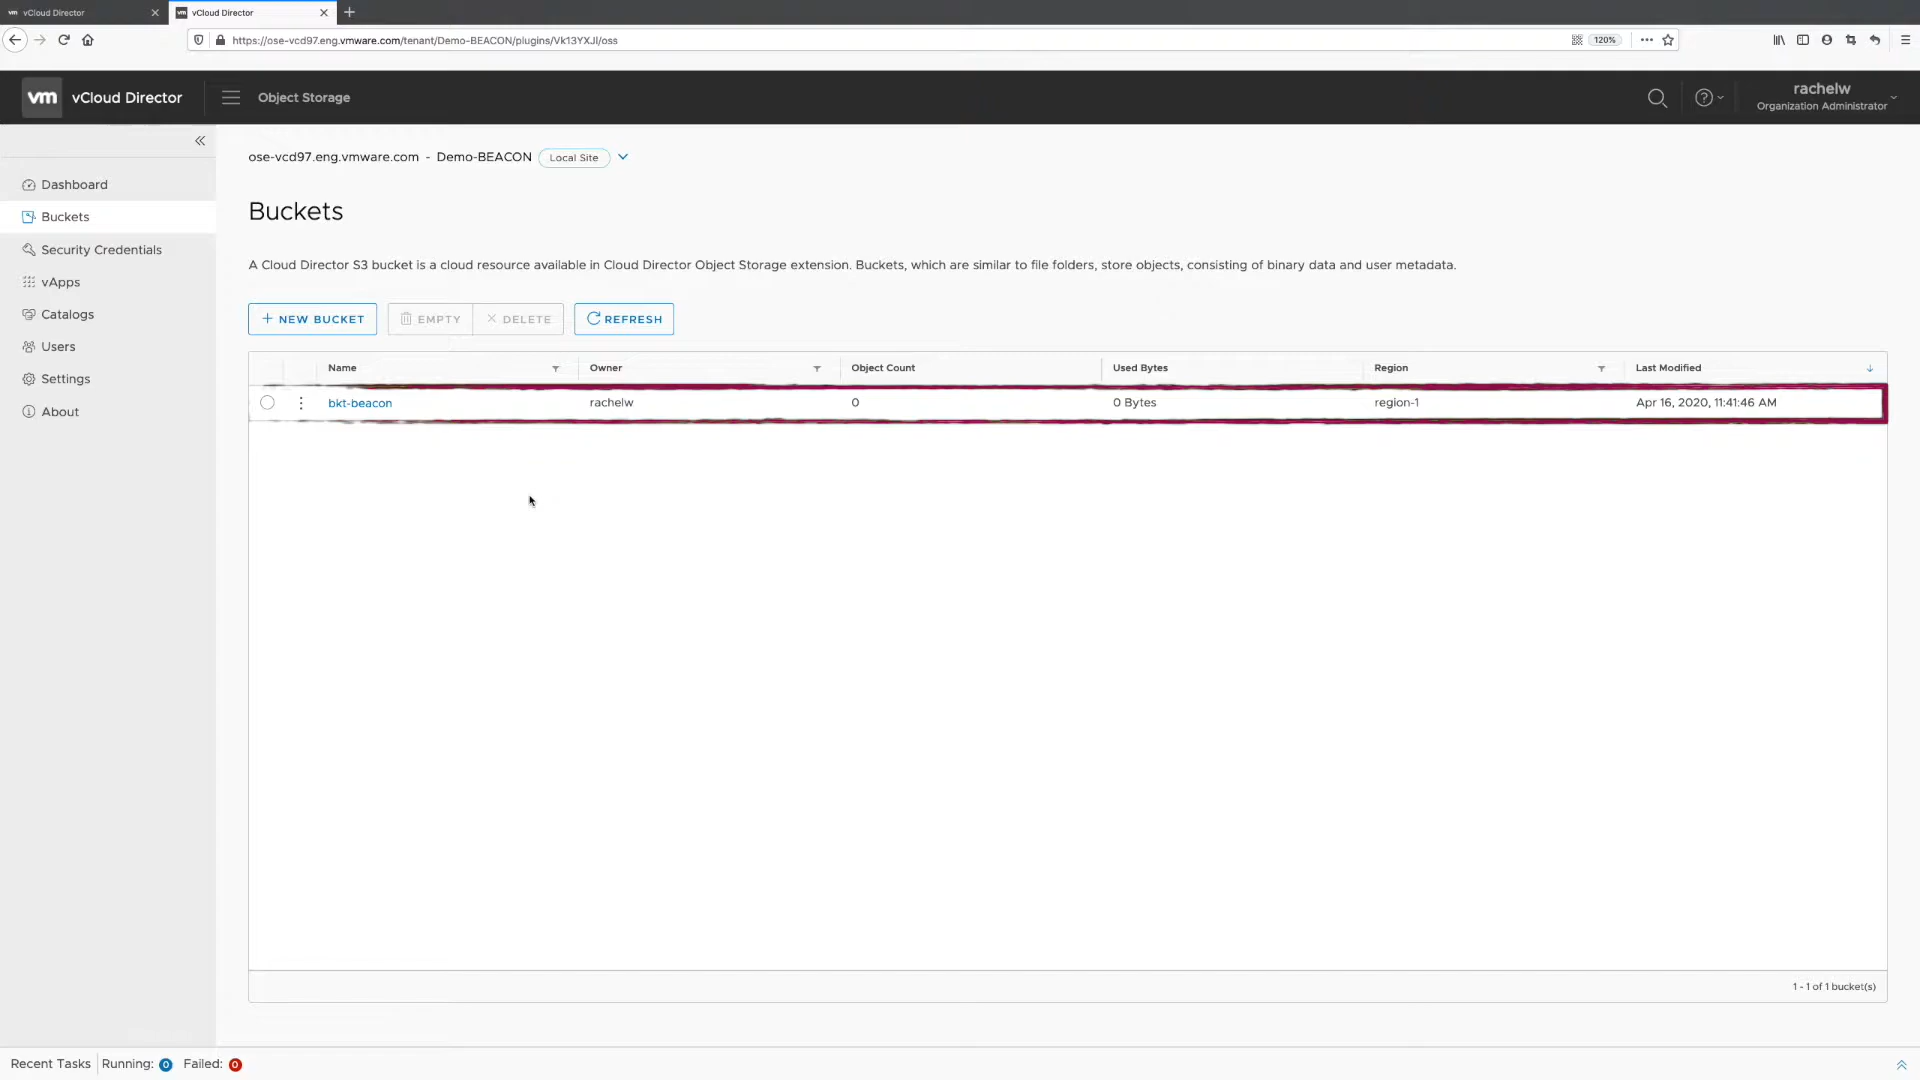 vm vCloud Director
vm vCloud Director
https://ose-vcd97.eng.vmware.com/tenant/Demo-BEACON/plugins/Vk13YXJl/oss
120%
vm vCloud Director
Object Storage
rachelw
Organization Administrator
ose-vcd97.eng.vmware.com - Demo-BEACON Local Site
Dashboard
Buckets
Security Credentials
vApps
Catalogs
Users
Settings
About
Buckets
A Cloud Director S3 bucket is a cloud resource available in Cloud Director Object Storage extension. Buckets, which are similar to file folders, store objects, consisting of binary data and user metadata.
NEW BUCKET EMPTY DELETE REFRESH
Name Owner Object Count Used Bytes Region Last Modified
bkt-beacon rachelw 0 0 Bytes region-1 Apr 16, 2020, 11:41:46 AM
1 - 1 of 1 bucket(s)
Recent Tasks Running: 0 Failed: 0